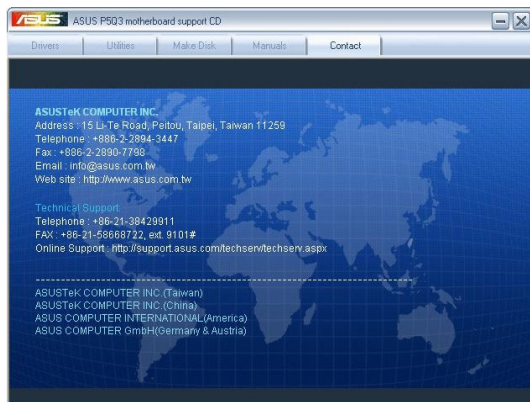 ASUS ASUS P5Q3 motherboard support CD
Drivers Utilities Make Disk Manuals Contact
ASUSTeK COMPUTER INC.
Address : 15 Li-Te Road, Peitou, Taipei, Taiwan 11259
Telephone : +886-2-2894-3447
Fax : +886-2-2890-7798
Email : info@asus.com.tw
Web site : http://www.asus.com.tw
Technical Support
Telephone : +86-21-38429911
FAX : +86-21-58668722, ext. 9101#
Online Support : http://support.asus.com/techserv/techserv.aspx
ASUSTeK COMPUTER INC.(Taiwan)
ASUSTeK COMPUTER INC.(China)
ASUS COMPUTER INTERNATIONAL(America)
ASUS COMPUTER GmbH(Germany & Austria)